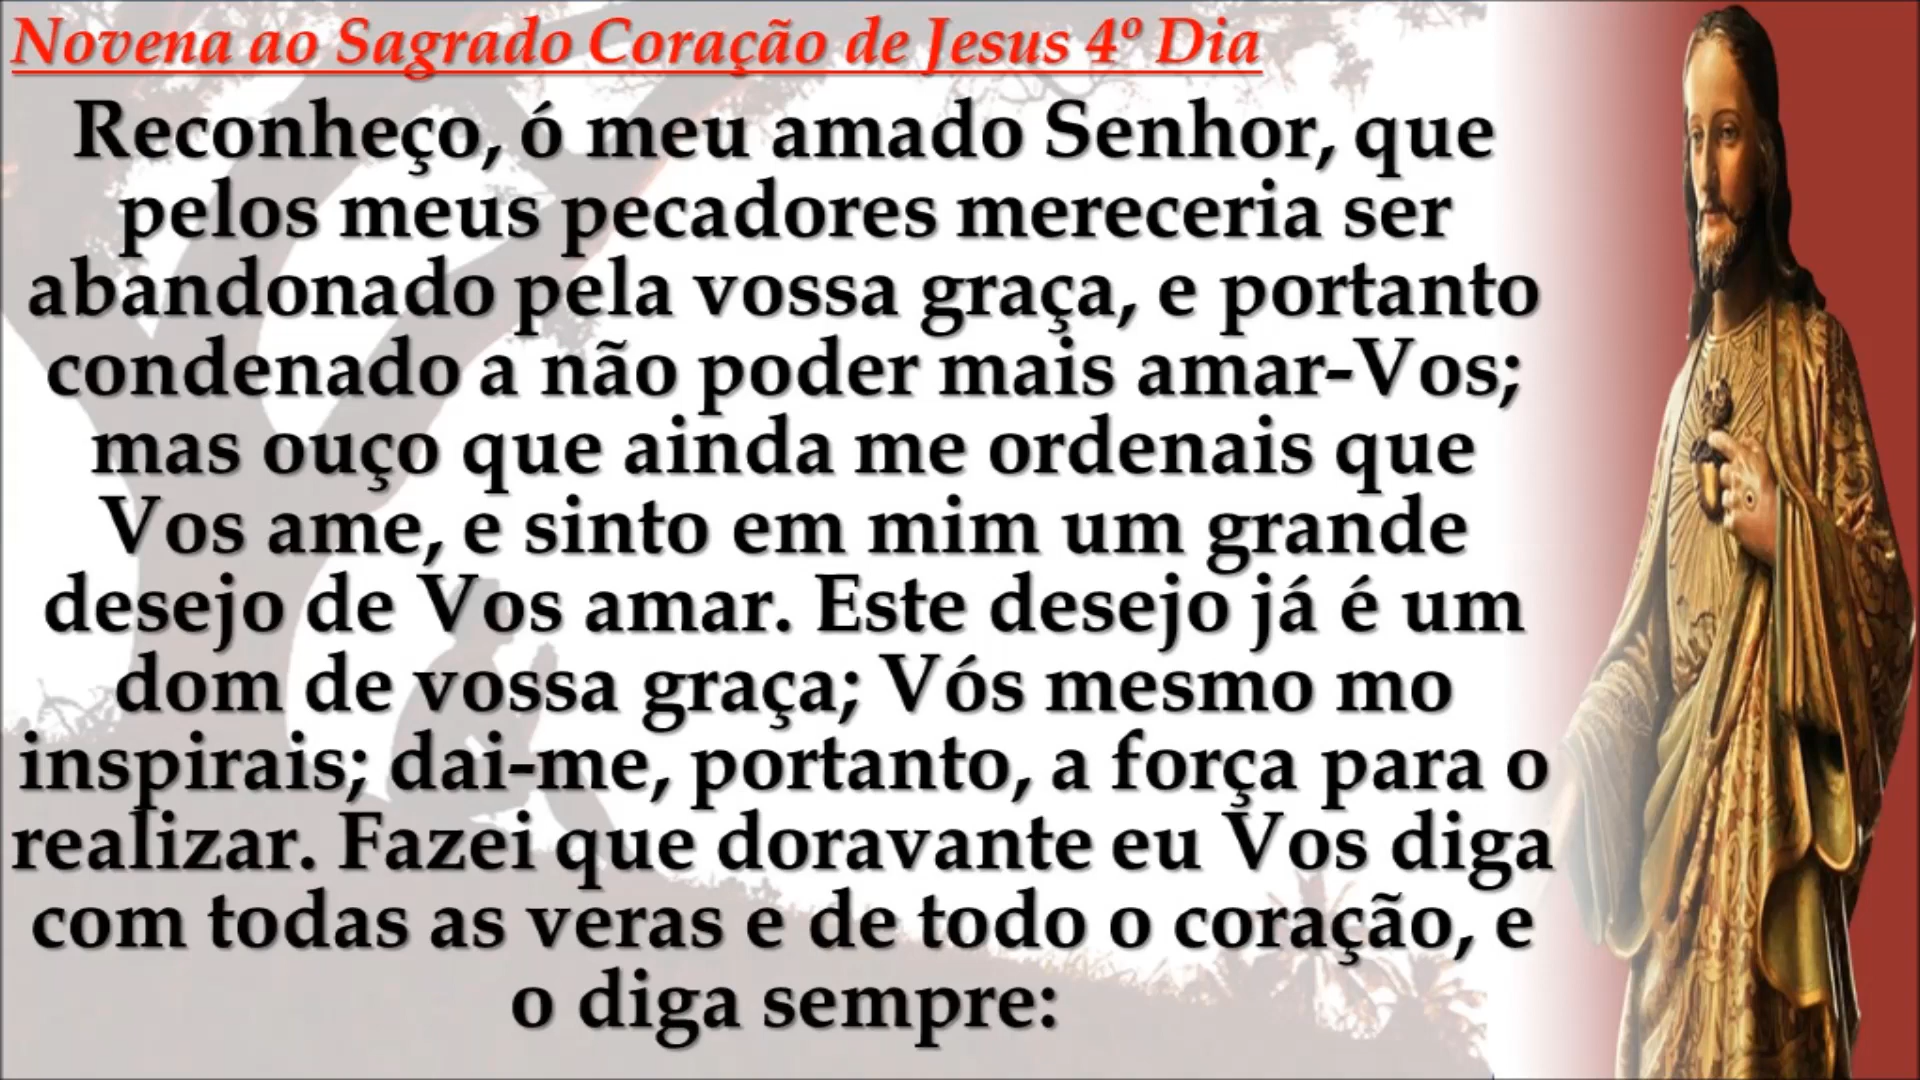 Novena ao Sagrado Coração de Jesus 4º Dia
Reconheço, ó meu amado Senhor, que
pelos meus pecadores mereceria ser
abandonado pela vossa graça, e portanto
condenado a não poder mais amar-Vos;
mas ouço que ainda me ordenais que
Vos ame, e sinto em mim um grande
desejo de Vos amar. Este desejo já é um
dom de vossa graça; Vós mesmo mo
inspirais; dai-me, portanto, a força para o
realizar. Fazei que doravante eu Vos diga
com todas as veras e de todo o coração, e
o diga sempre: